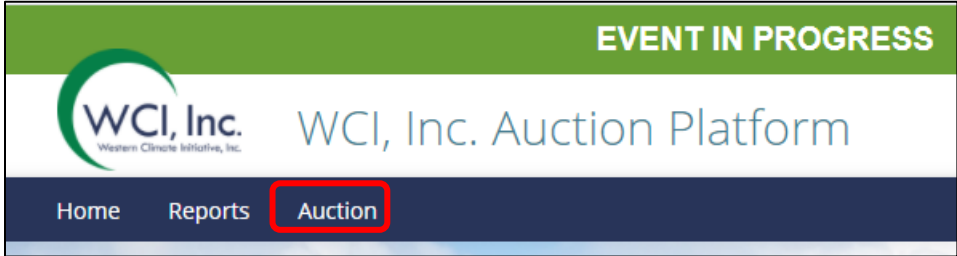 EVENT IN PROGRESS
WCI, Inc.
Western Climate Initiative, Inc.
WCI, Inc. Auction Platform
Home Reports Auction